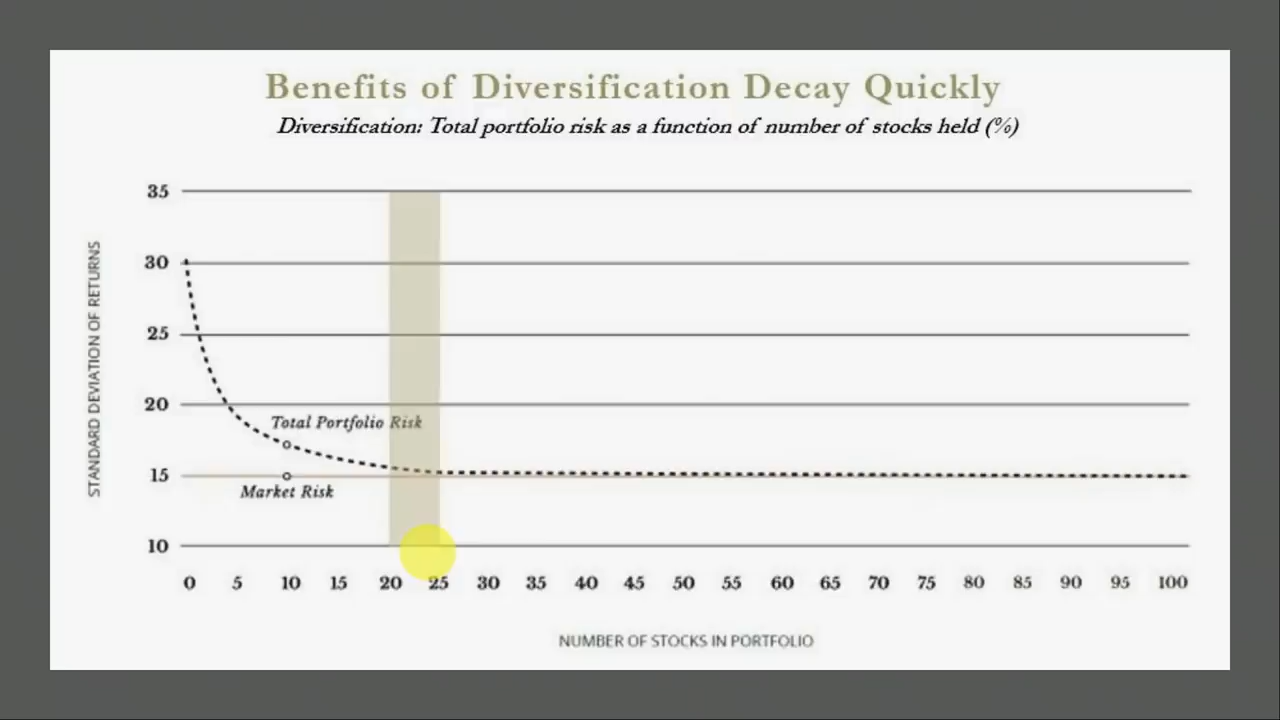 Benefits of Diversification Decay Quickly
Diversification: Total portfolio risk as a function of number of stocks held (%)
STANDARD DEVIATION OF RETURNS
35
30
25
20
Total Portfolio Risk
15
Market Risk
10
0 5 10 15 20 25 30 35 40 45 50 55 60 65 70 75 80 85 90 95 100
NUMBER OF STOCKS IN PORTFOLIO